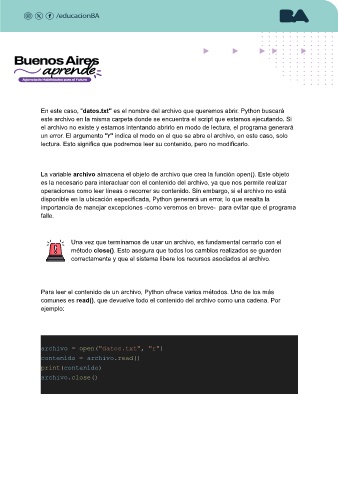 /educacionBA
BA
Buenos Aires
aprende
Agencia de Habilidades para el Futuro
En este caso, "datos.txt" es el nombre del archivo que queremos abrir. Python buscará
este archivo en la misma carpeta donde se encuentra el script que estamos ejecutando. Si
el archivo no existe y estamos intentando abrirlo en modo de lectura, el programa generará
un error. El argumento "r" indica el modo en el que se abre el archivo, en este caso, solo
lectura. Esto significa que podremos leer su contenido, pero no modificarlo.
La variable archivo almacena el objeto de archivo que crea la función open(). Este objeto
es la necesario para interactuar con el contenido del archivo, ya que nos permite realizar
operaciones como leer líneas o recorrer su contenido. Sin embargo, si el archivo no está
disponible en la ubicación especificada, Python generará un error, lo que resalta la
importancia de manejar excepciones -como veremos en breve- para evitar que el programa
falle.
Una vez que terminamos de usar un archivo, es fundamental cerrarlo con el
método close(). Esto asegura que todos los cambios realizados se guarden
correctamente y que el sistema libere los recursos asociados al archivo.
Para leer el contenido de un archivo, Python ofrece varios métodos. Uno de los más
comunes es read(), que devuelve todo el contenido del archivo como una cadena. Por
ejemplo:
archivo = open("datos.txt", "r")
contenido = archivo.read()
print(contenido)
archivo.close()